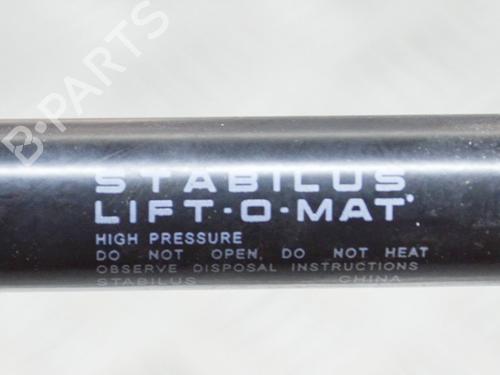 B-PARTS
STABILUS
LIFT-O-MAT
HIGH PRESSURE
DO NOT OPEN, DO NOT HEAT
OBSERVE DISPOSAL INSTRUCTIONS
STABILUS CHINA